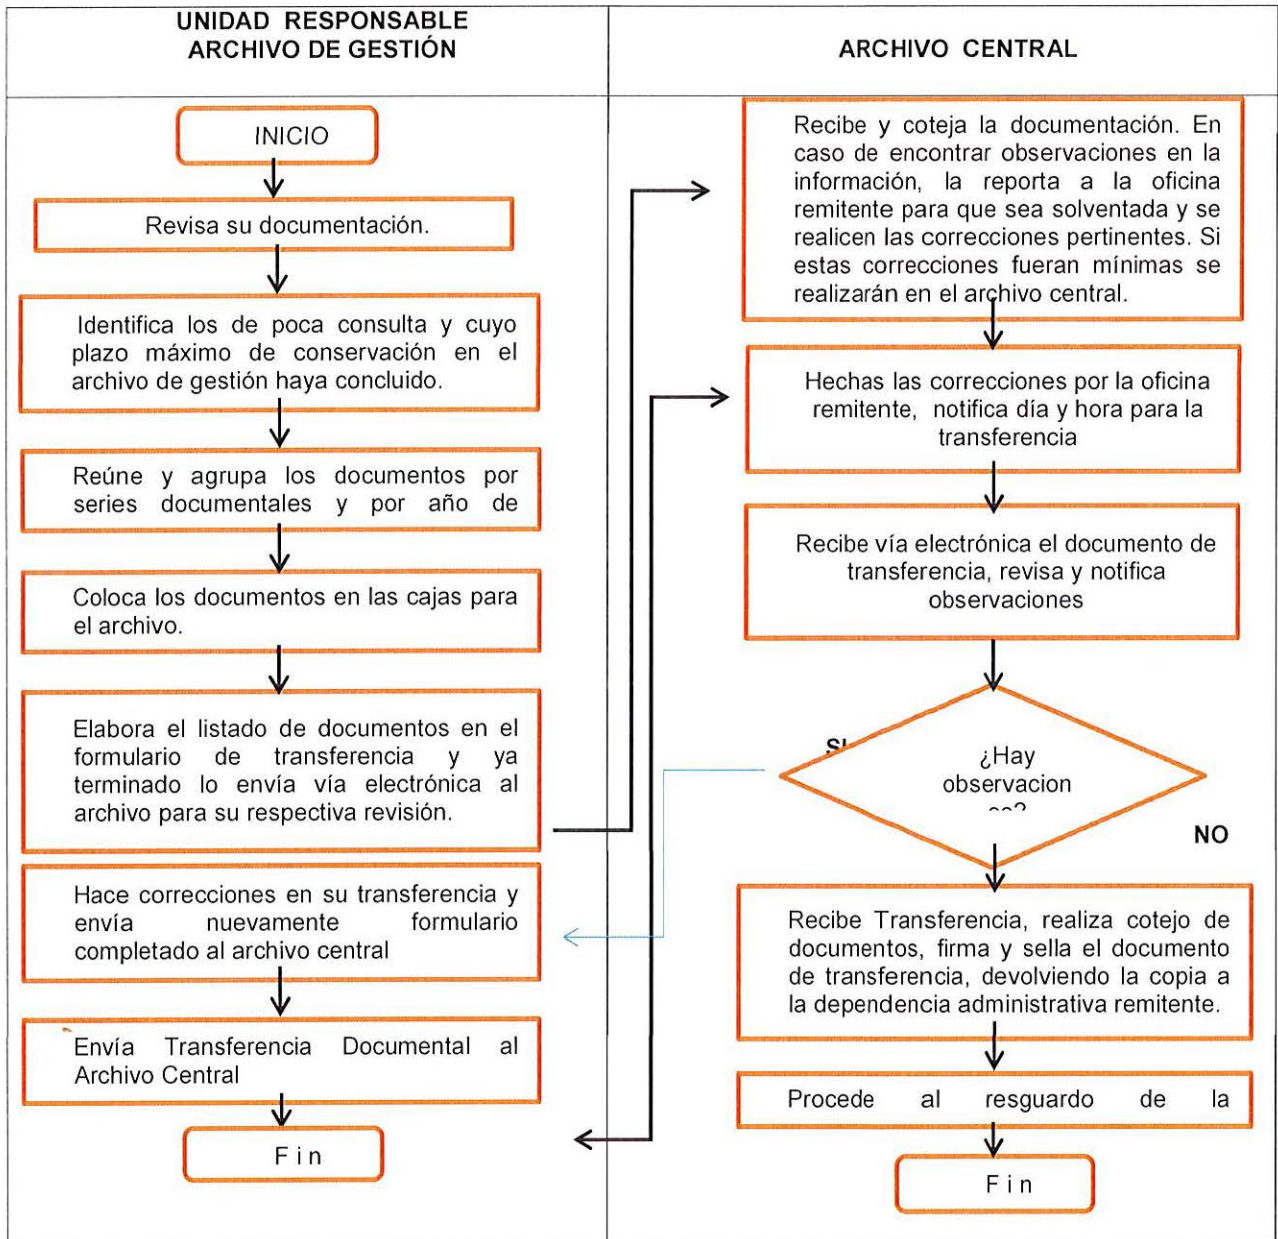 UNIDAD RESPONSABLE
ARCHIVO DE GESTIÓN
INICIO
Revisa su documentación.
Identifica los de poca consulta y cuyo
plazo máximo de conservación en el
archivo de gestión haya concluido.
Reúne y agrupa los documentos por
series documentales y por año de
Coloca los documentos en las cajas para
el archivo.
Elabora el listado de documentos en el
formulario de transferencia y ya
terminado lo envía vía electrónica al
archivo para su respectiva revisión.
Hace correcciones en su transferencia y
envía nuevamente formulario
completado al archivo central
Envía Transferencia Documental al
Archivo Central
Fin
ARCHIVO CENTRAL
Recibe y coteja la documentación. En
caso de encontrar observaciones en la
información, la reporta a la oficina
remitente para que sea solventada y se
realicen las correcciones pertinentes. Si
estas correcciones fueran mínimas se
realizarán en el archivo central.
Hechas las correcciones por la oficina
remitente, notifica día y hora para la
transferencia
Recibe vía electrónica el documento de
transferencia, revisa y notifica
observaciones
SI
¿Hay
observacion
es?
NO
Recibe Transferencia, realiza cotejo de
documentos, firma y sella el documento
de transferencia, devolviendo la copia a
la dependencia administrativa remitente.
Procede al resguardo de la
Fin